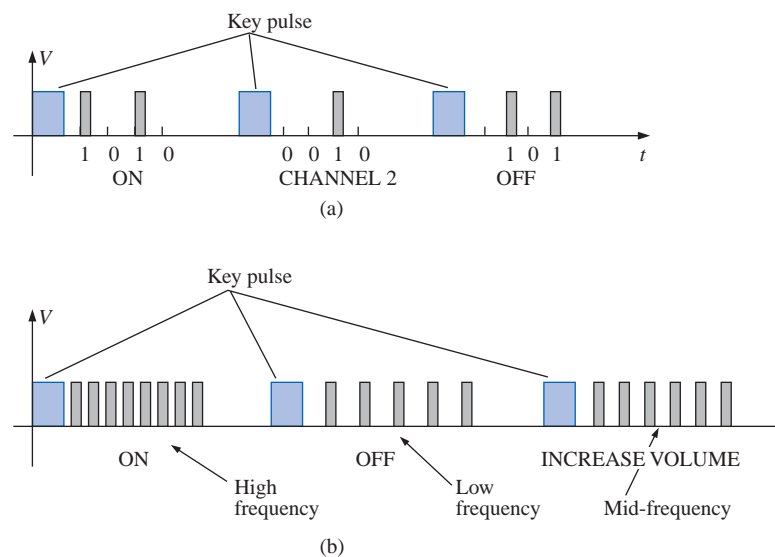 Key pulse
V
1 0 1 0 0 0 1 0 1 0 1 t
ON CHANNEL 2 OFF
(a)
Key pulse
V
ON OFF INCREASE VOLUME
High frequency
Low frequency
Mid-frequency
(b)